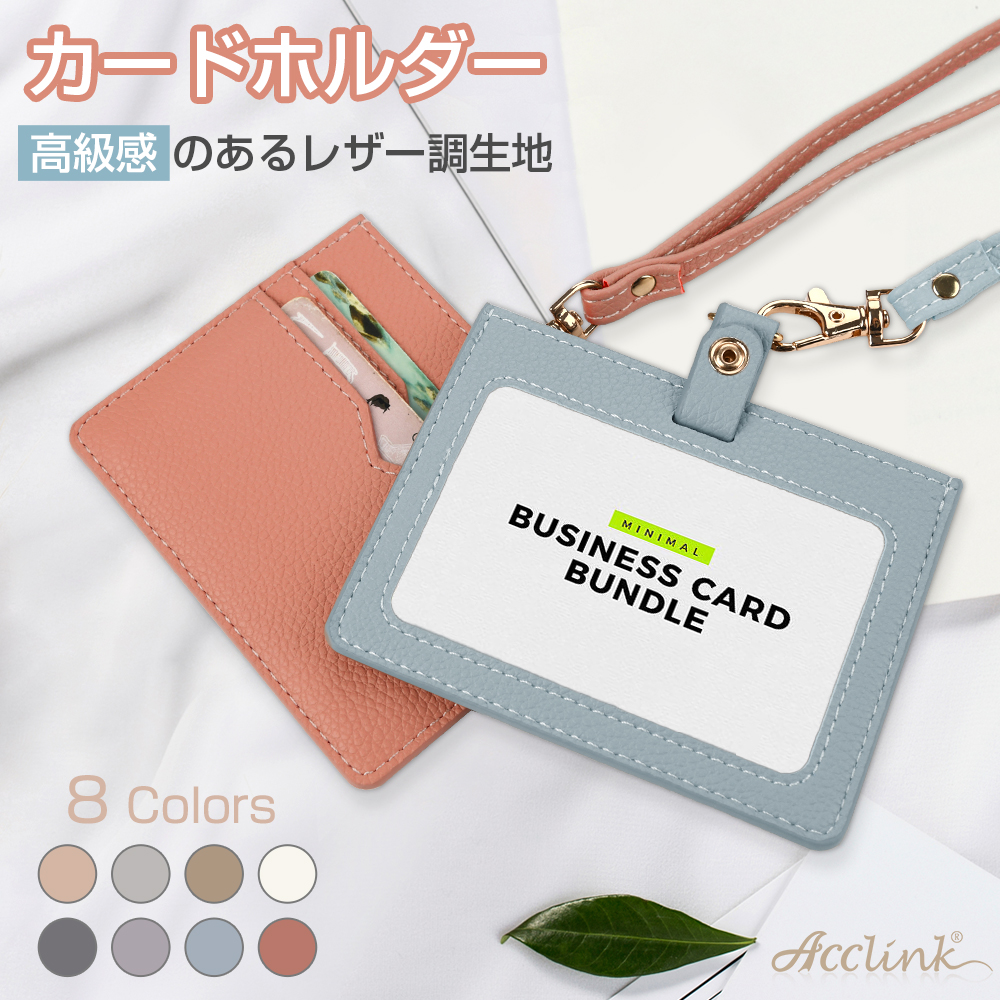 カードホルダー
高級感のあるレザー調生地
MINIMAL
BUSINESS CARD
BUNDLE
8 Colors
Acclink®